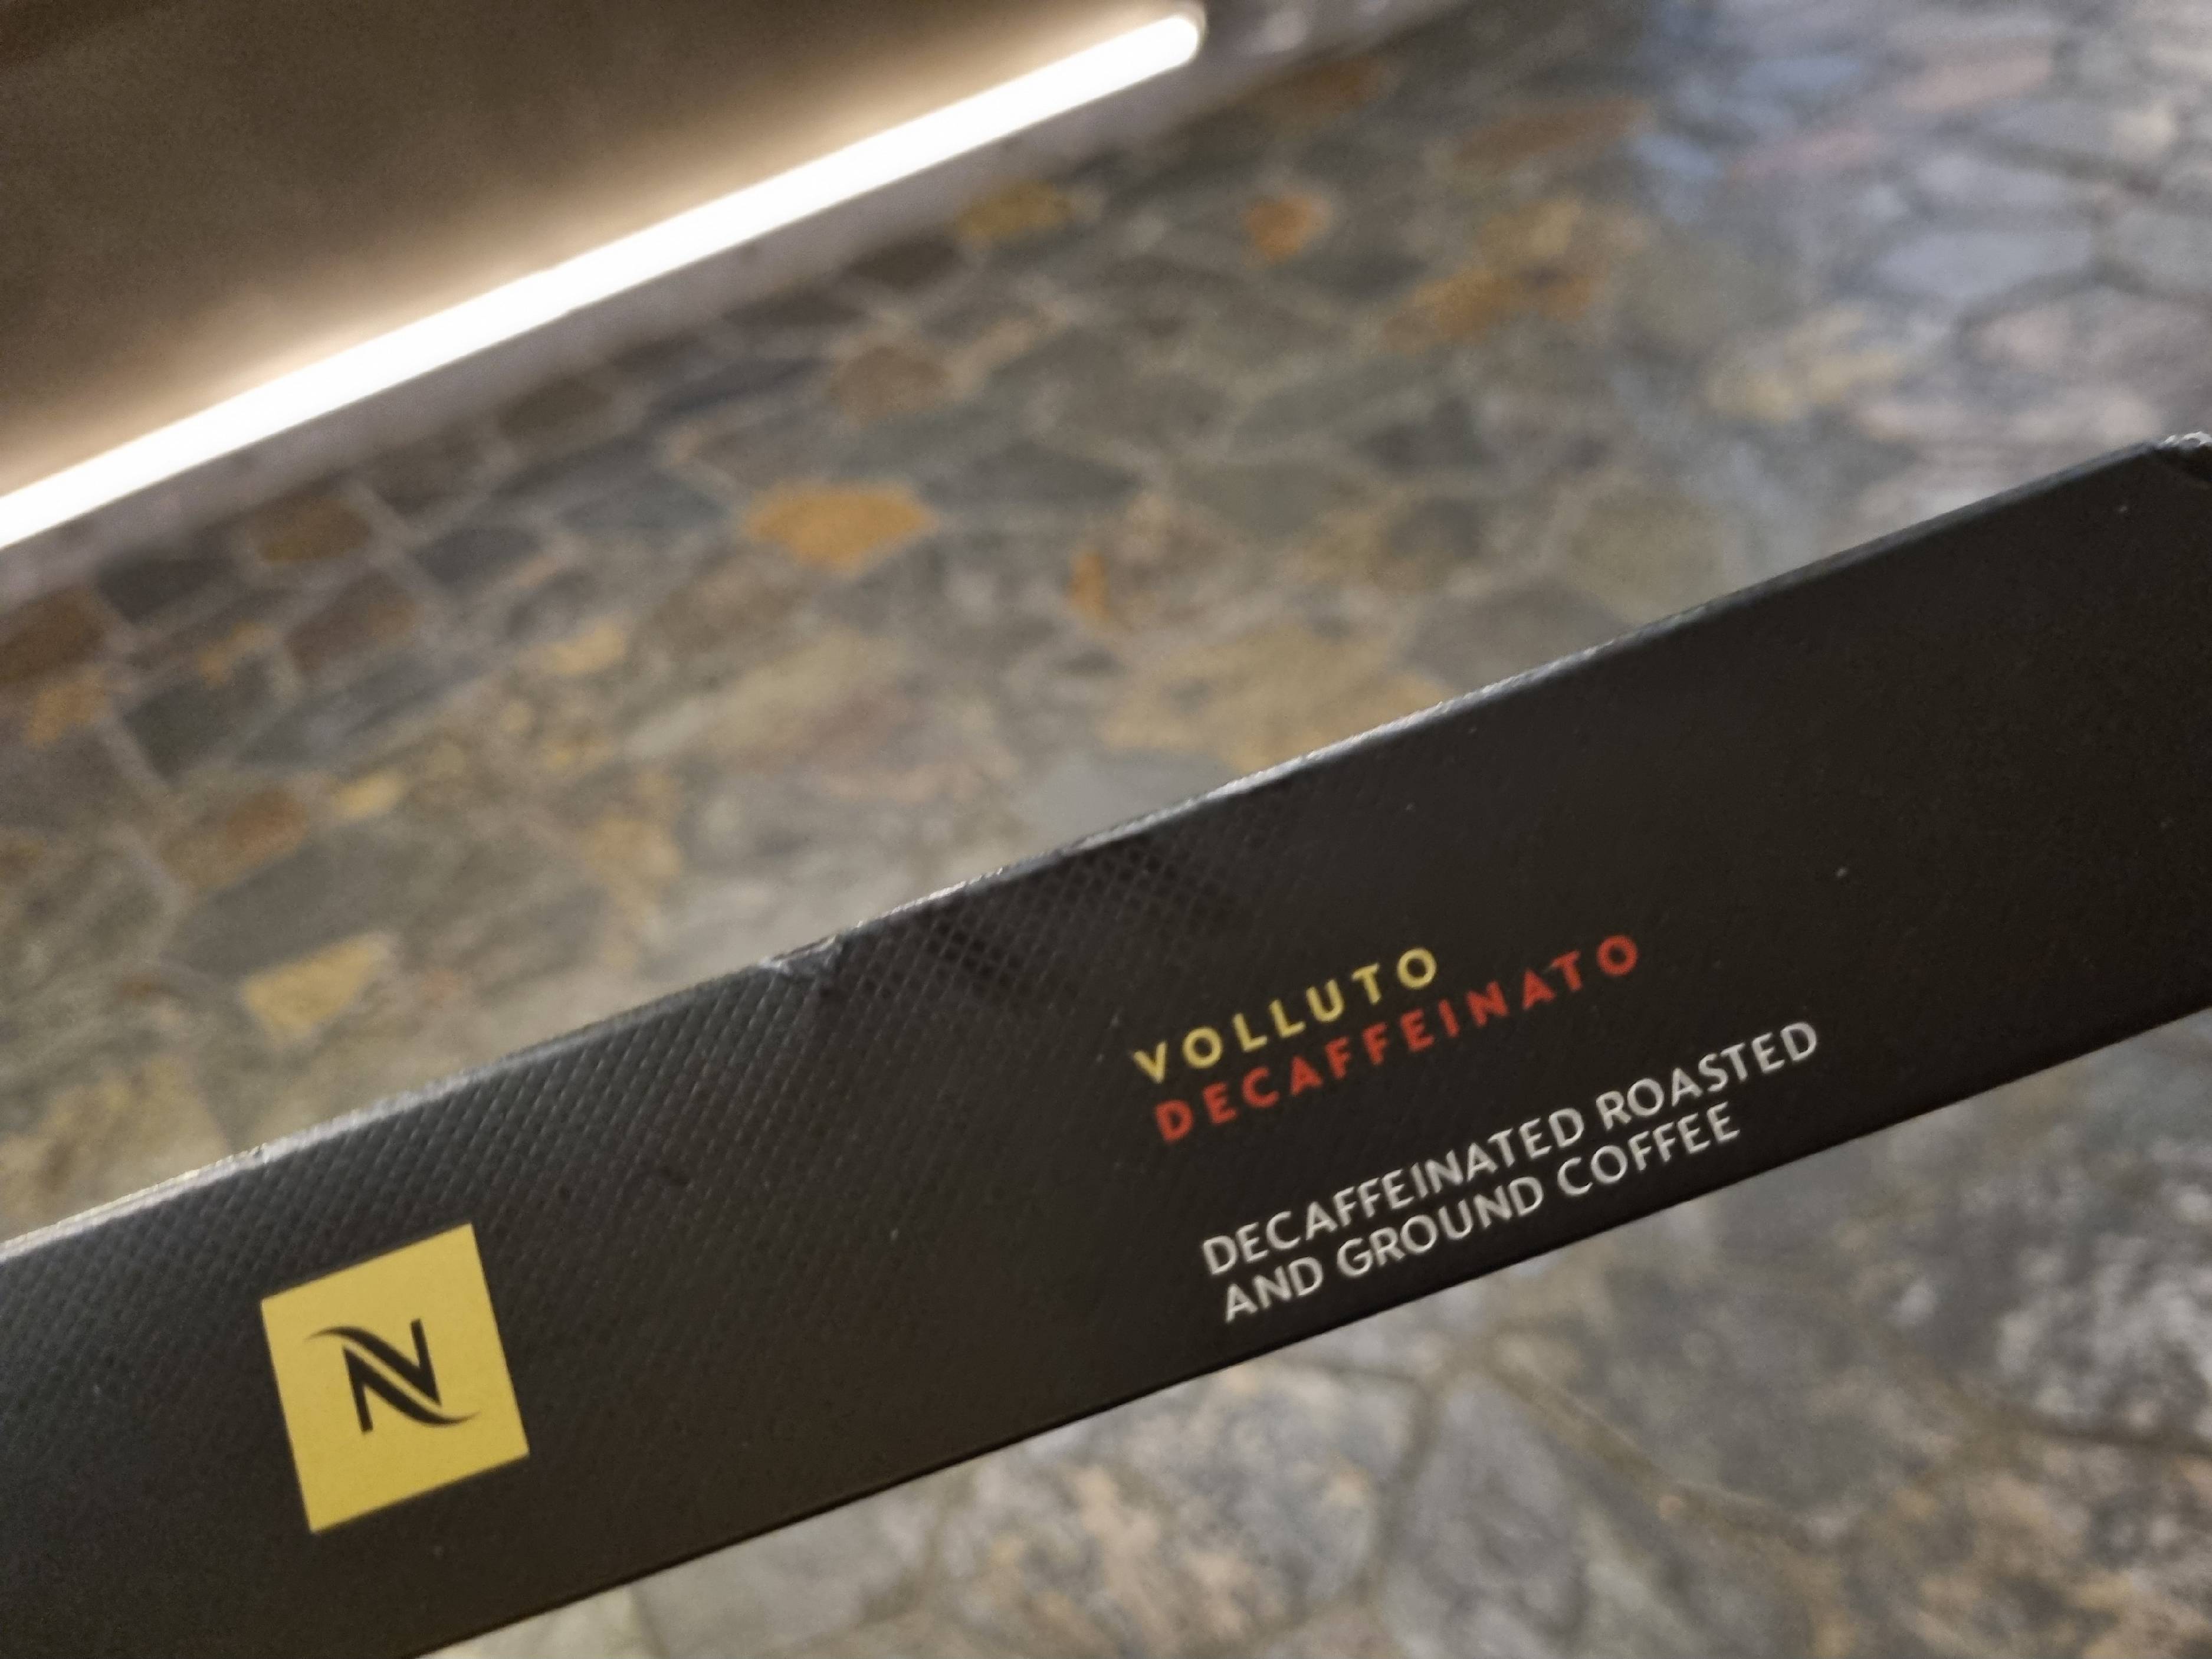 N
VOLLUTO
DECAFFEINATO
DECAFFEINATED ROASTED
AND GROUND COFFEE